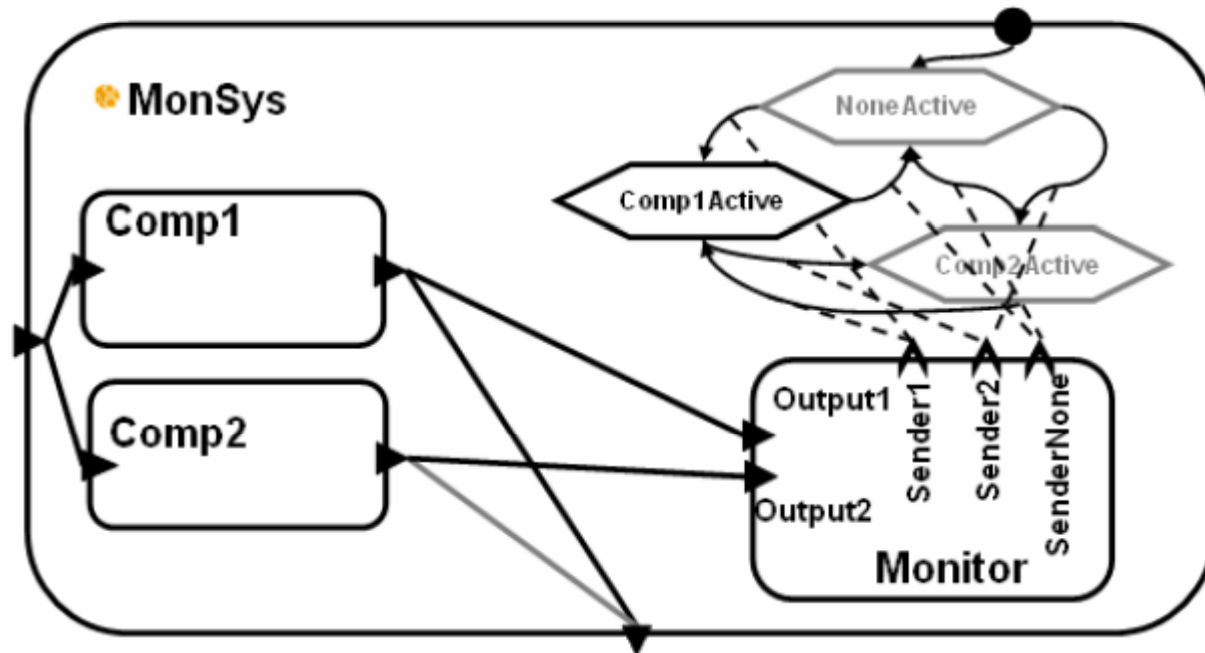 MonSys
NoneActive
Comp1Active
Comp2Active
Comp1
Comp2
Output1
Output2
Sender1
Sender2
SenderNone
Monitor